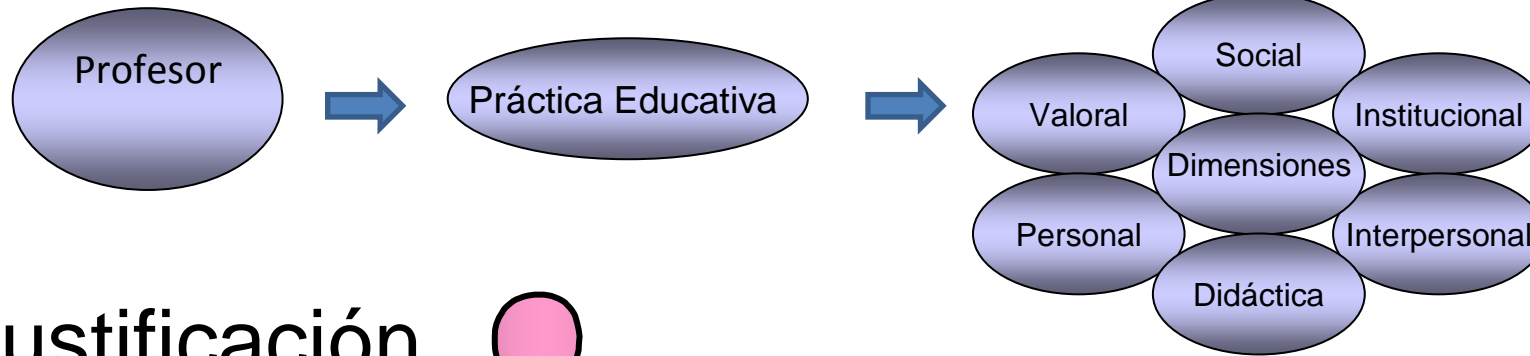 Profesor
Práctica Educativa
Social
Valoral
Institucional
Dimensiones
Personal
Interpersonal
Didáctica
ustificación